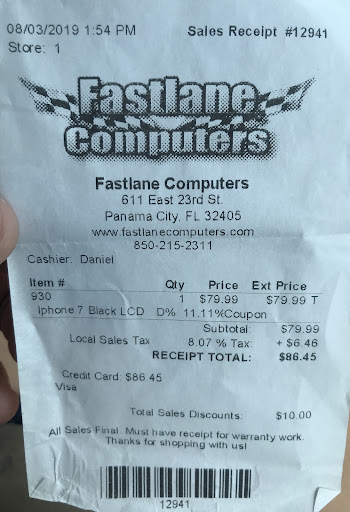 08/03/2019 1:54 PM Sales Receipt #12941
Store: 1
Fastlane
Computers
Fastlane Computers
611 East 23rd St.
Panama City, FL 32405
www.fastlanecomputers.com
850-215-2311
Cashier: Daniel
Item # Qty Price Ext Price
930 1 $79.99 $79.99 T
Iphone 7 Black LCD D% 11.11%Coupon
Subtotal: $79.99
Local Sales Tax 8.07 % Tax: + $6.46
RECEIPT TOTAL: $86.45
Credit Card: $86.45
Visa
Total Sales Discounts: $10.00
All Sales Final. Must have receipt for warranty work.
Thanks for shopping with us!
12941